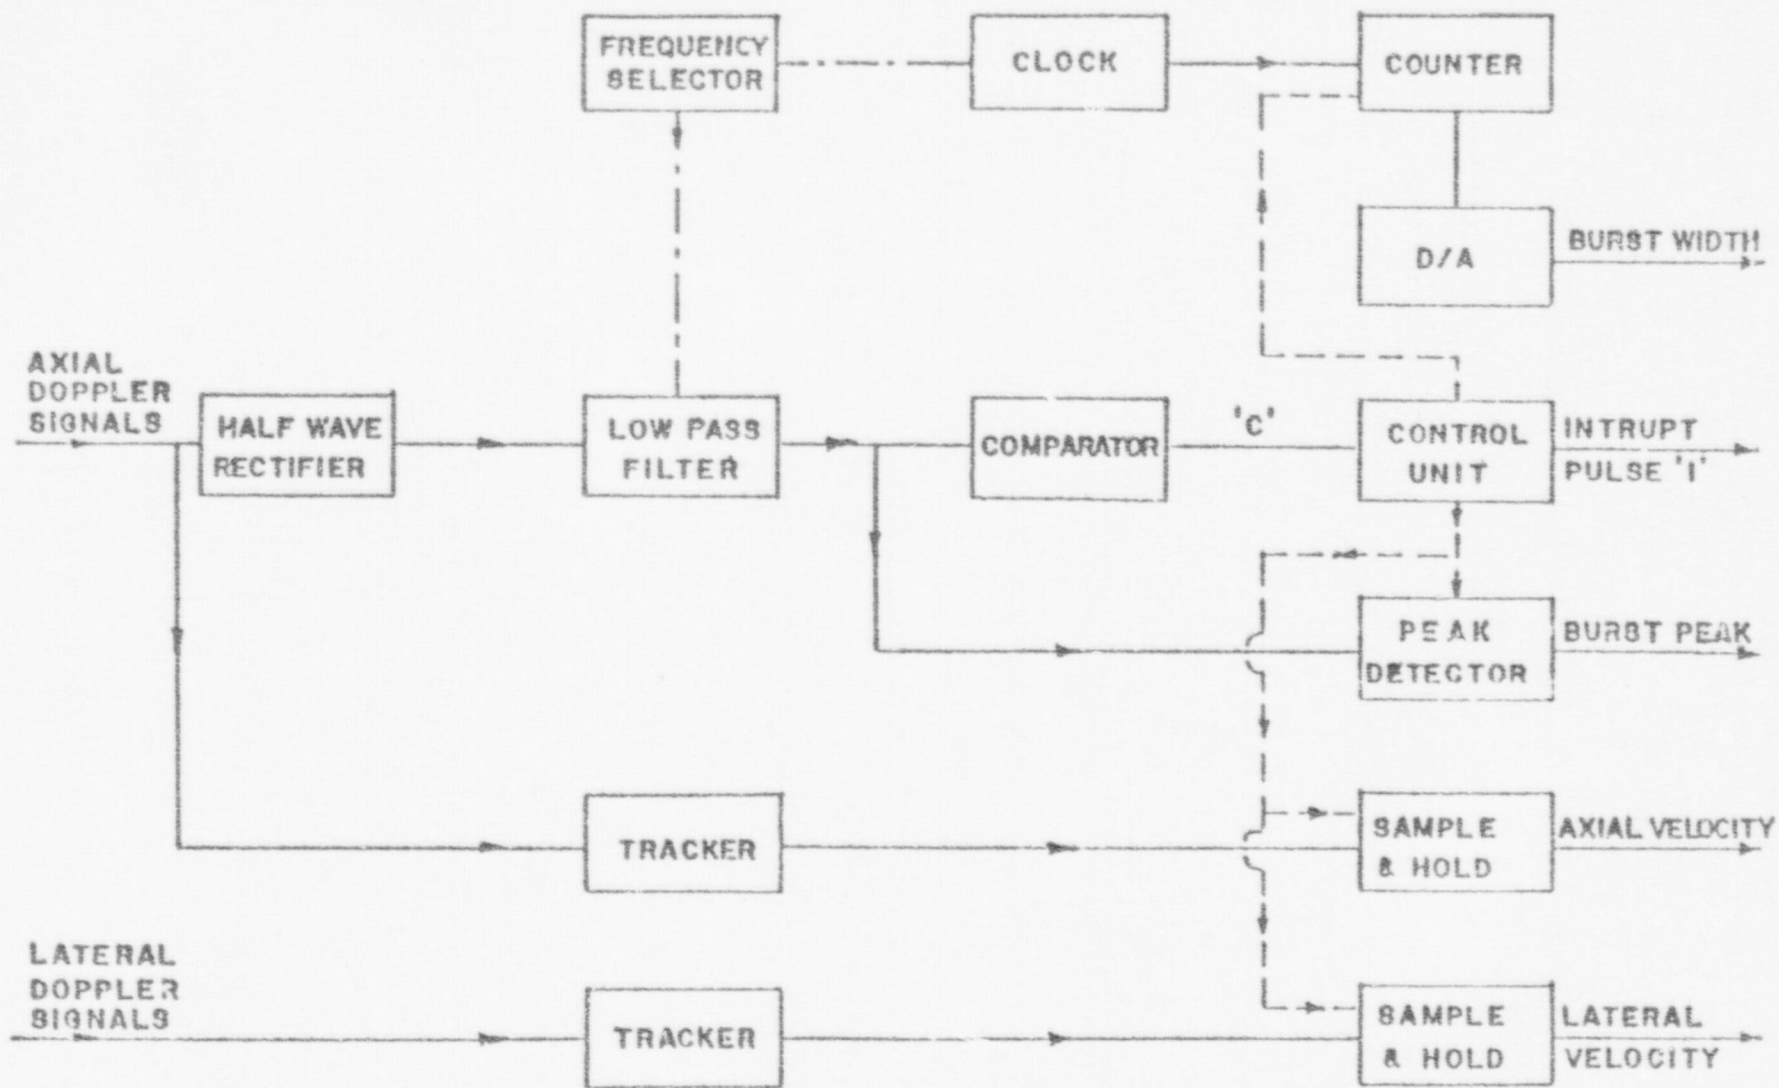 FREQUENCY
SELECTOR
CLOCK
COUNTER
D/A
BURST WIDTH
AXIAL
DOPPLER
SIGNALS
HALF WAVE
RECTIFIER
LOW PASS
FILTER
COMPARATOR
'C'
CONTROL
UNIT
INTRUPT
PULSE 'I'
PEAK
DETECTOR
BURST PEAK
TRACKER
SAMPLE
& HOLD
AXIAL VELOCITY
LATERAL
DOPPLER
SIGNALS
TRACKER
SAMPLE
& HOLD
LATERAL
VELOCITY